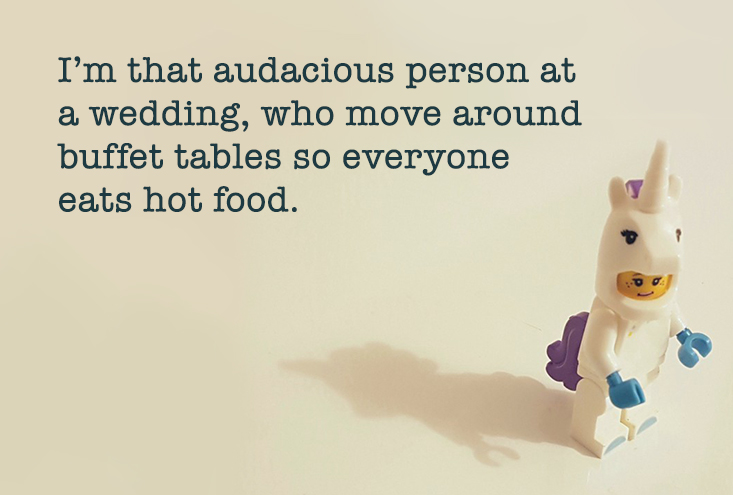 I’m that audacious person at
a wedding, who move around
buffet tables so everyone
eats hot food.